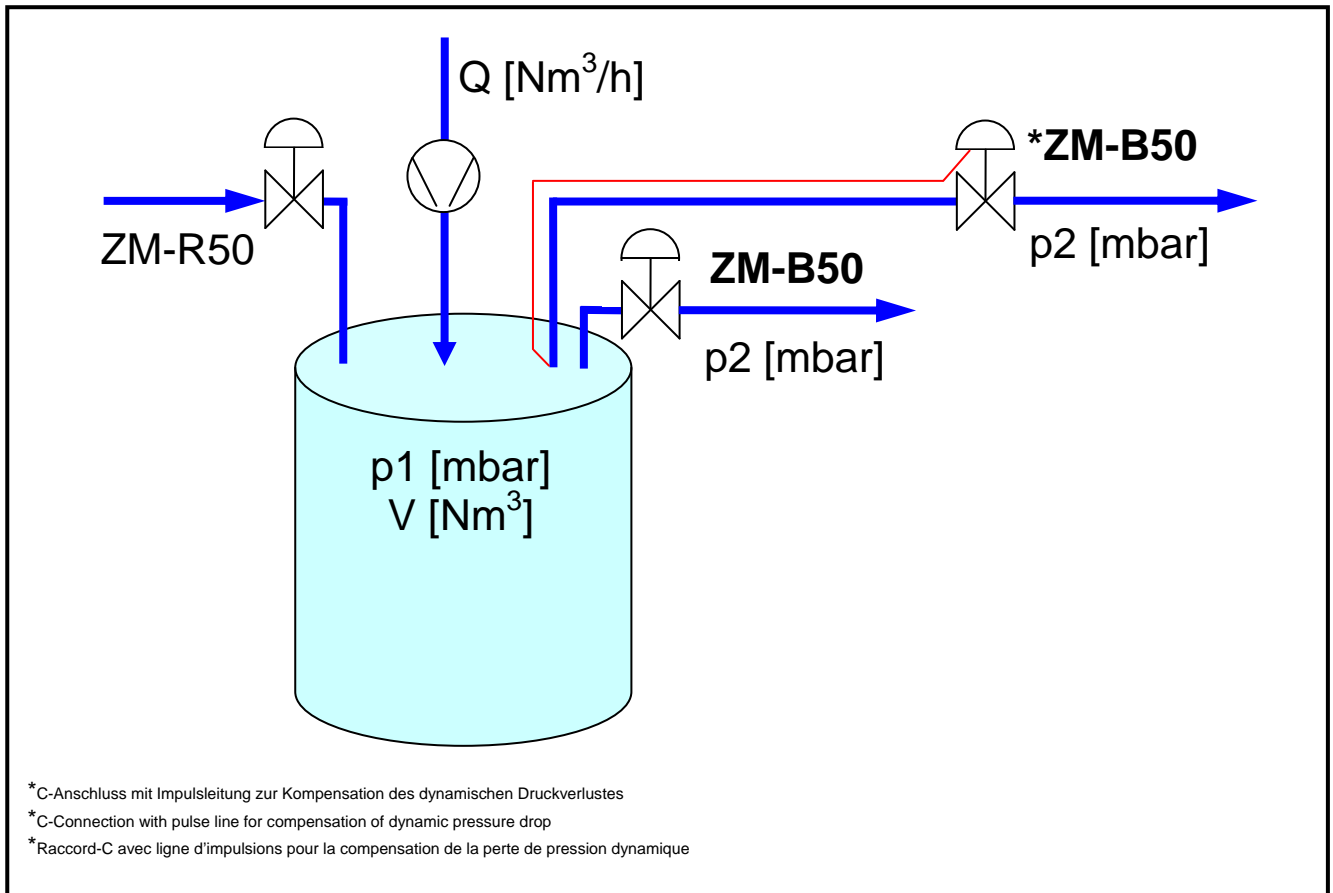 Q [Nm³/h]
*ZM-B50
ZM-R50
p2 [mbar]
ZM-B50
p2 [mbar]
p1 [mbar]
V [Nm³]
*C-Anschluss mit Impulsleitung zur Kompensation des dynamischen Druckverlustes
*C-Connection with pulse line for compensation of dynamic pressure drop
*Raccord-C avec ligne d'impulsions pour la compensation de la perte de pression dynamique